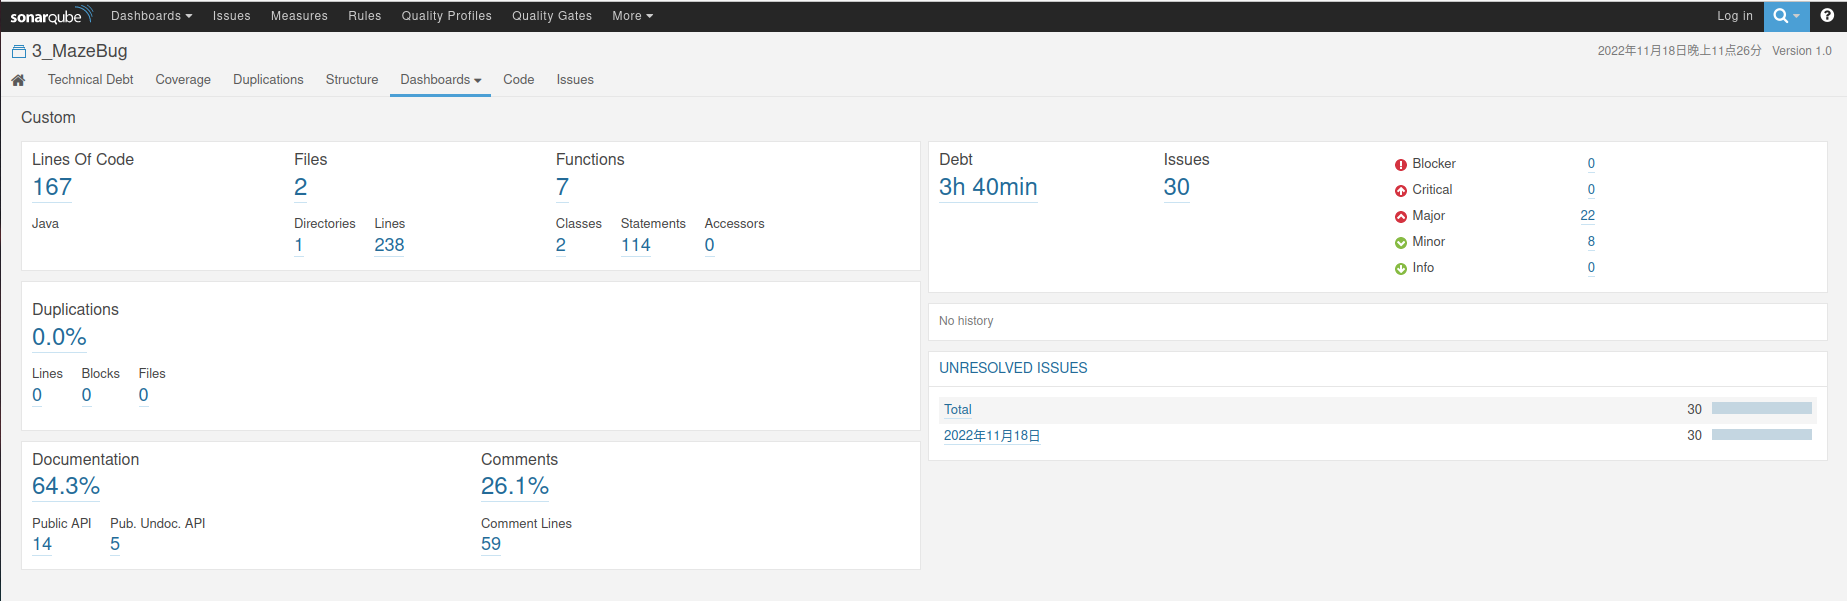 sonarqube Dashboards Issues Measures Rules Quality Profiles Quality Gates More Log in
3_MazeBug 2022年11月18日晚上11点26分 Version 1.0
Technical Debt Coverage Duplications Structure Dashboards Code Issues
Custom
Lines Of Code Files Functions
167 2 7
Java Directories Lines Classes Statements Accessors
1 238 2 114 0
Duplications
0.0%
Lines Blocks Files
0 0 0
Documentation Comments
64.3% 26.1%
Public API Pub. Undoc. API Comment Lines
14 5 59
Debt Issues
3h 40min 30
Blocker 0
Critical 0
Major 22
Minor 8
Info 0
No history
UNRESOLVED ISSUES
Total 30
2022年11月18日 30